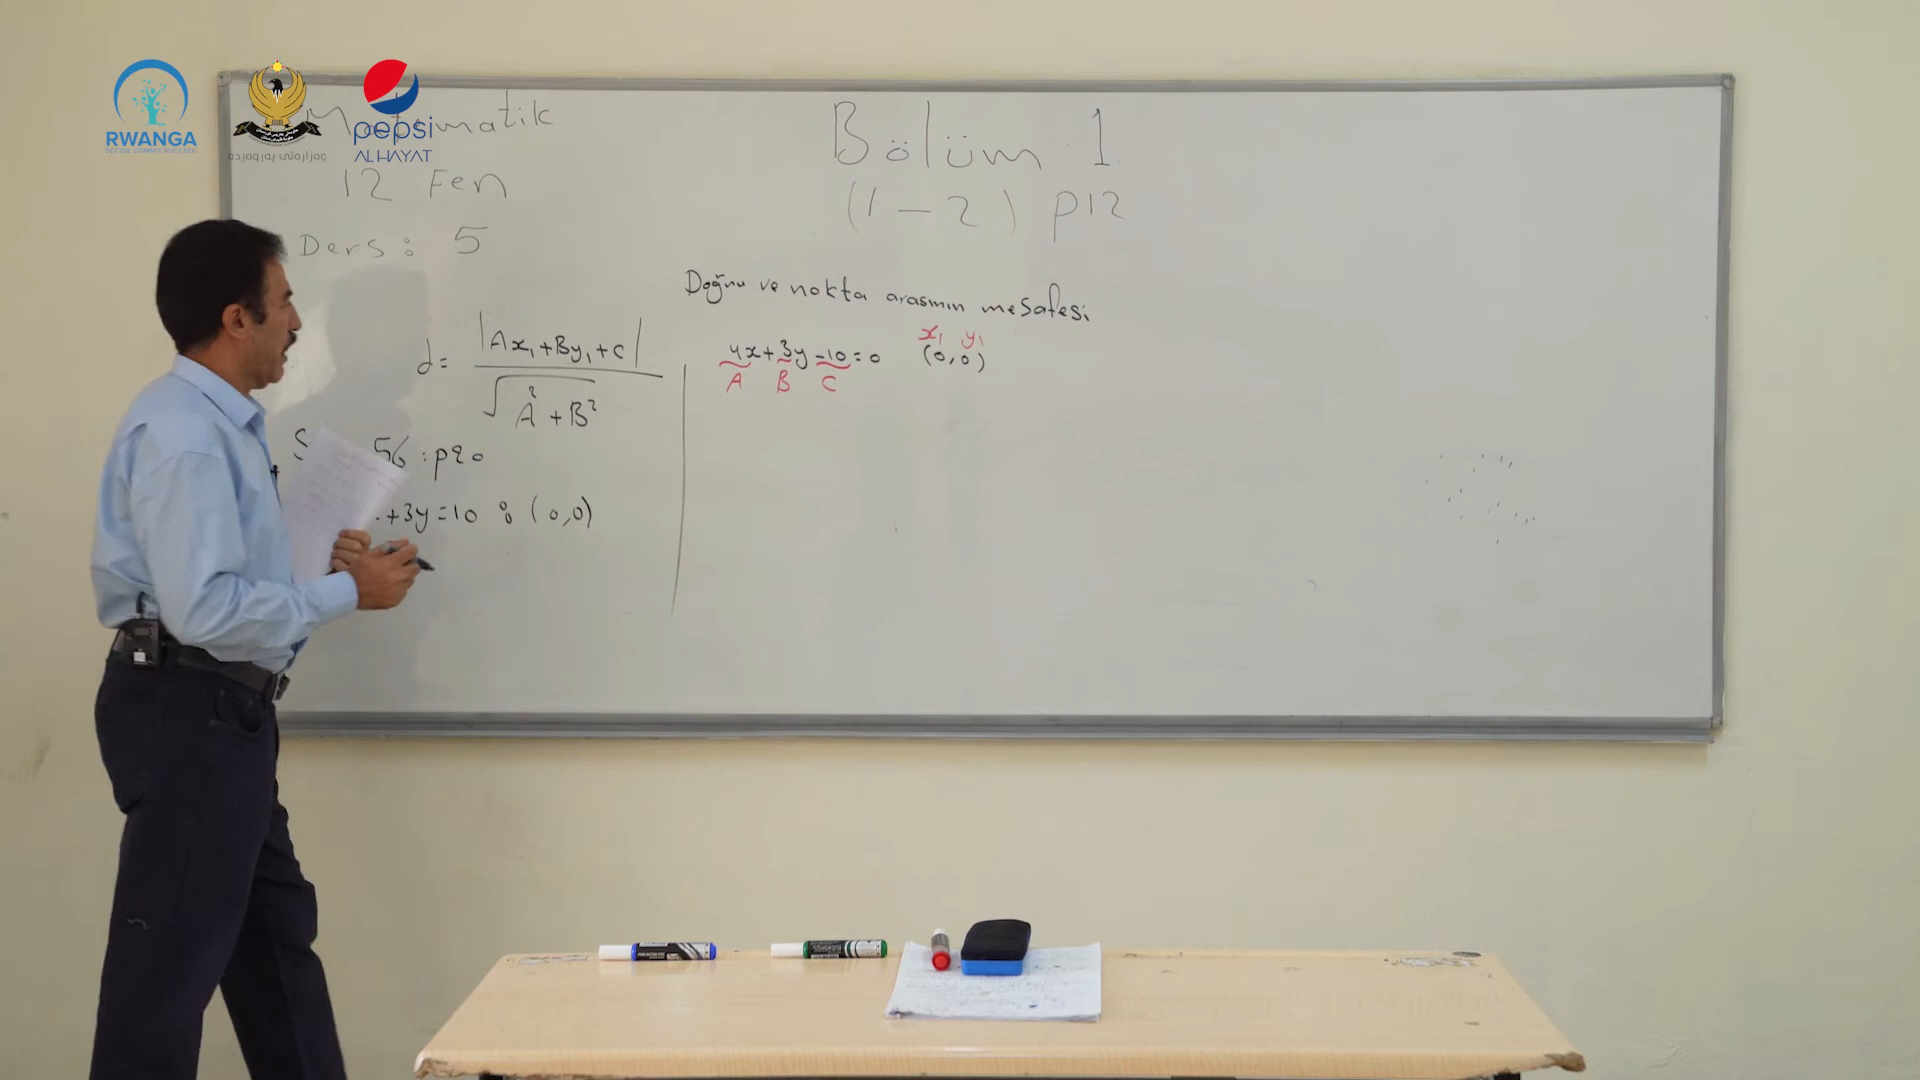 RWANGA
DECIDE COMMIT SUCCEED
وەزارەتی پەروەردە
pepsi
AL HAYAT
Matematik
12 Fen
Ders: 5
Bölüm 1
(1-2) p12
Doğru ve nokta arasının mesafesi
d = |Ax₁+By₁+C| / √A²+B²
56 : p20
+3y=10 ; (0,0)
4x+3y-10=0 (0,0)
A B C
x₁ y₁